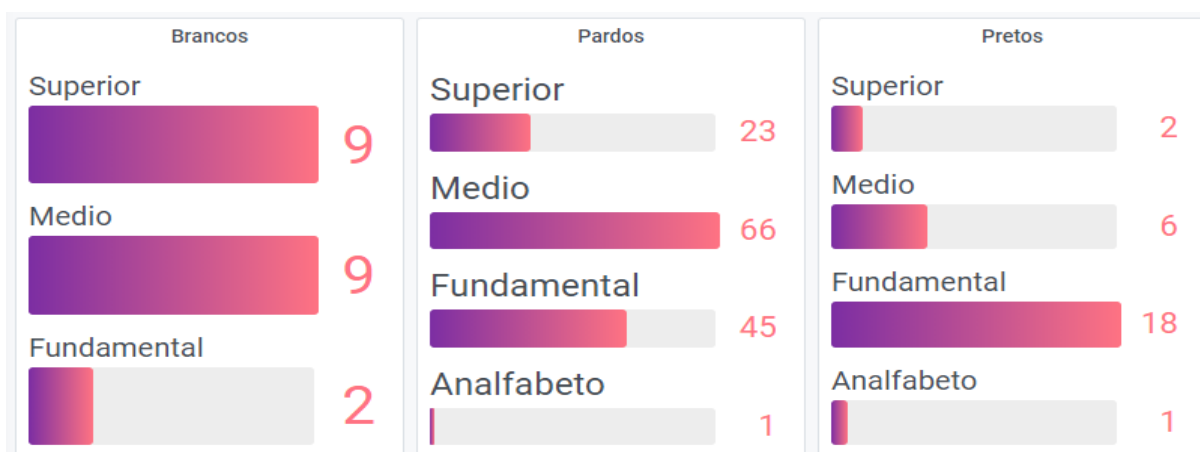 Brancos
Superior
9
Medio
9
Fundamental
2
Pardos
Superior
23
Medio
66
Fundamental
45
Analfabeto
1
Pretos
Superior
2
Medio
6
Fundamental
18
Analfabeto
1